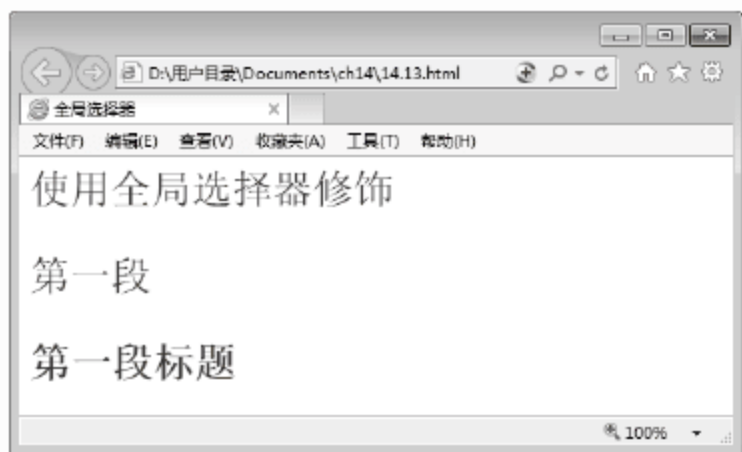 D:\用户目录\Documents\ch14\14.13.html
全局选择器
文件(F) 编辑(E) 查看(V) 收藏夹(A) 工具(T) 帮助(H)
使用全局选择器修饰
第一段
第一段标题
100%